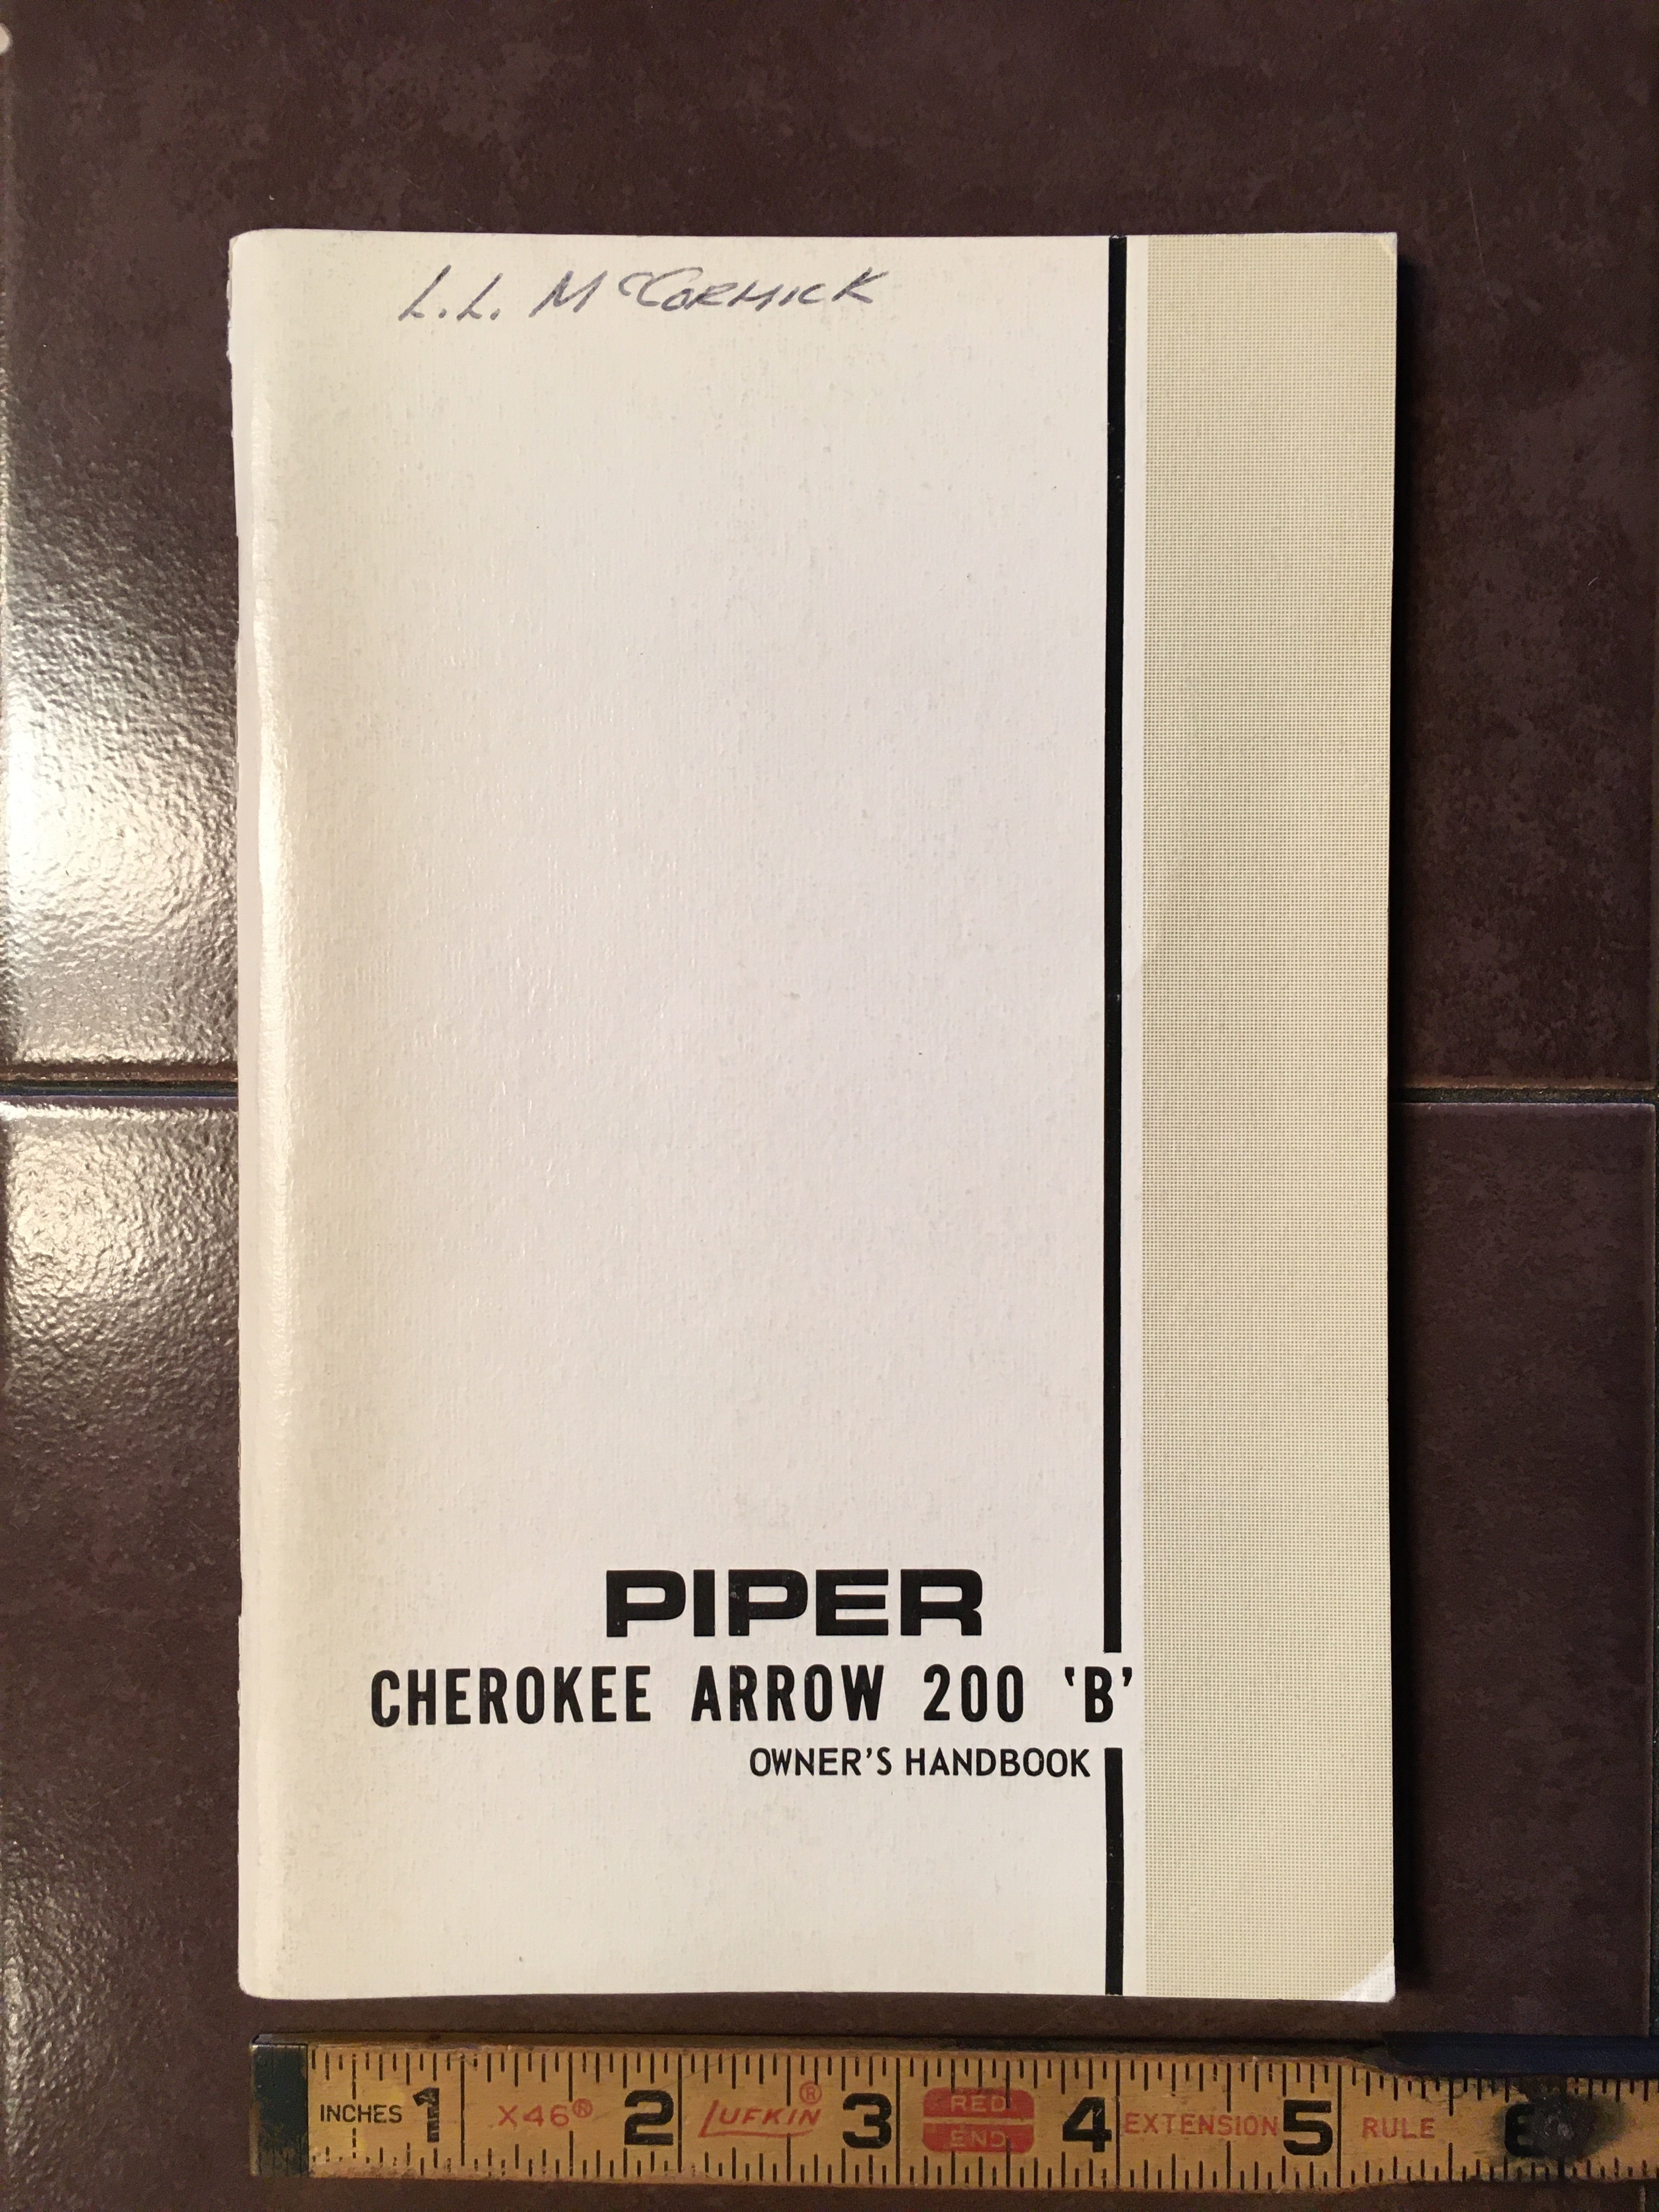 L.L. McCORMICK
PIPER
CHEROKEE ARROW 200 'B'
OWNER'S HANDBOOK
INCHES 1 X46® 2 LUFKIN® 3 RED END 4 EXTENSION 5 RULE 6